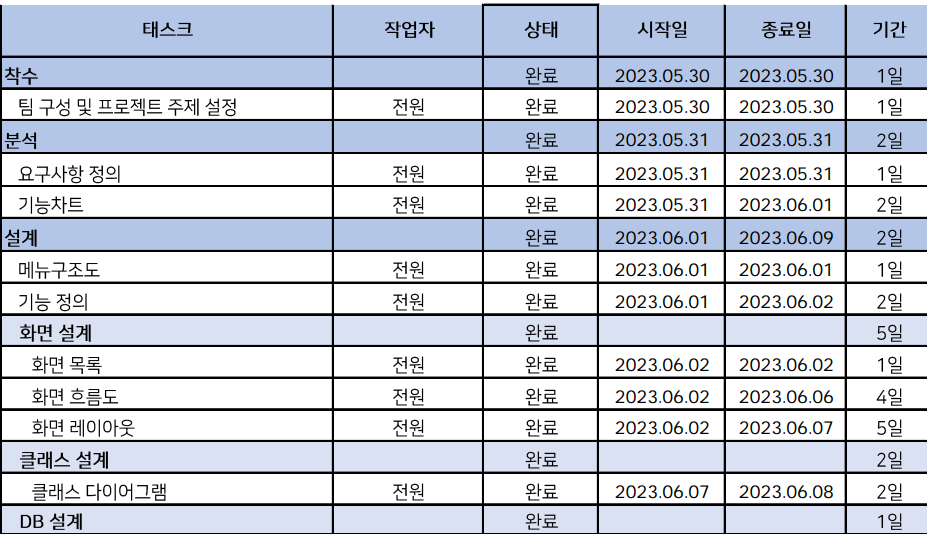 태스크 작업자 상태 시작일 종료일 기간
착수 완료 2023.05.30 2023.05.30 1일
팀 구성 및 프로젝트 주제 설정 전원 완료 2023.05.30 2023.05.30 1일
분석 완료 2023.05.31 2023.05.31 2일
요구사항 정의 전원 완료 2023.05.31 2023.05.31 1일
기능차트 전원 완료 2023.05.31 2023.06.01 2일
설계 완료 2023.06.01 2023.06.09 2일
메뉴구조도 전원 완료 2023.06.01 2023.06.01 1일
기능 정의 전원 완료 2023.06.01 2023.06.02 2일
화면 설계 완료 5일
화면 목록 전원 완료 2023.06.02 2023.06.02 1일
화면 흐름도 전원 완료 2023.06.02 2023.06.06 4일
화면 레이아웃 전원 완료 2023.06.02 2023.06.07 5일
클래스 설계 완료 2일
클래스 다이어그램 전원 완료 2023.06.07 2023.06.08 2일
DB 설계 완료 1일